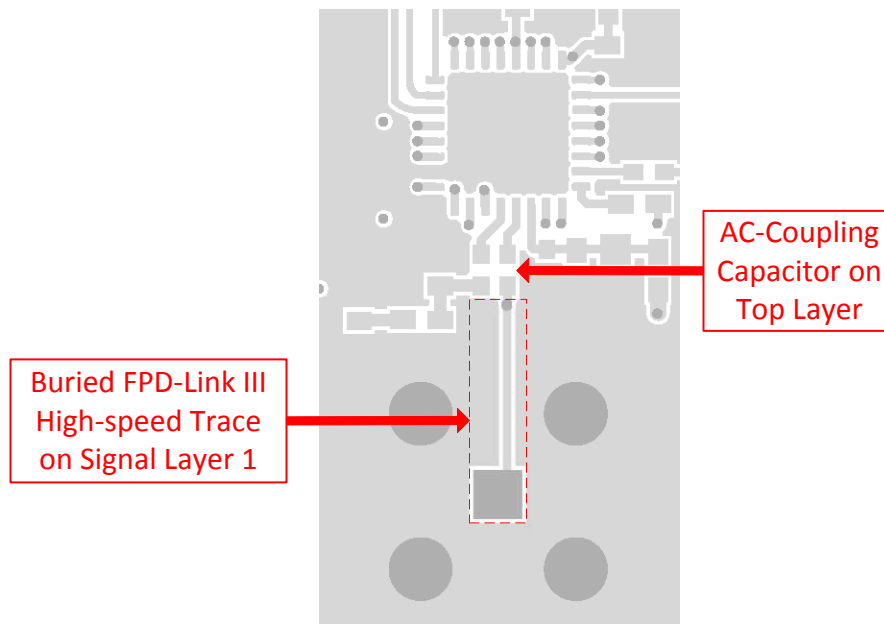 AC-Coupling
Capacitor on
Top Layer
Buried FPD-Link III
High-speed Trace
on Signal Layer 1